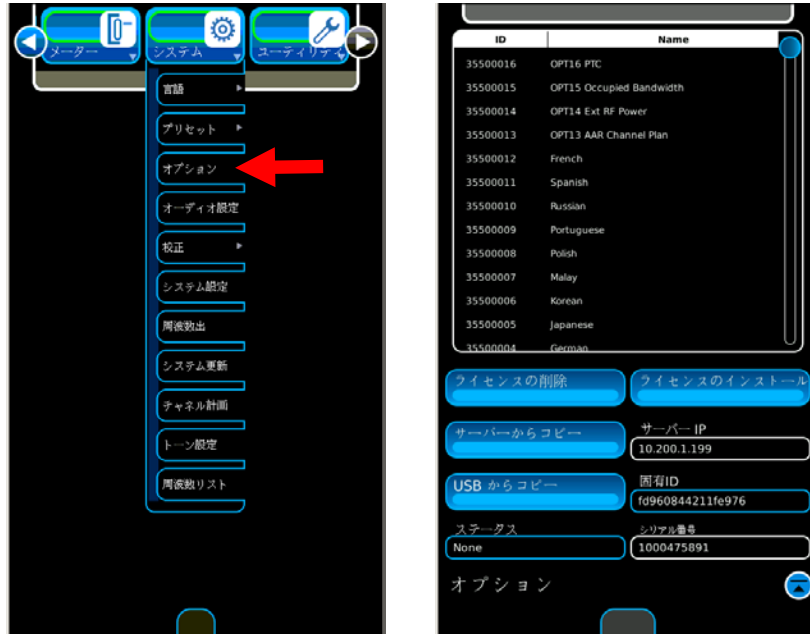 メーター
システム
ユーティリティ
言語
プリセット
オプション
オーディオ設定
校正
システム設定
周波数出
システム更新
チャネル計画
トーン設定
周波数リスト
ID Name
35500016 OPT16 PTC
35500015 OPT15 Occupied Bandwidth
35500014 OPT14 Ext RF Power
35500013 OPT13 AAR Channel Plan
35500012 French
35500011 Spanish
35500010 Russian
35500009 Portuguese
35500008 Polish
35500007 Malay
35500006 Korean
35500005 Japanese
35500004 German
ライセンスの削除
ライセンスのインストール
サーバーからコピー
サーバー IP
10.200.1.199
USB からコピー
固有ID
fd960844211fe976
ステータス
None
シリアル番号
1000475891
オプション